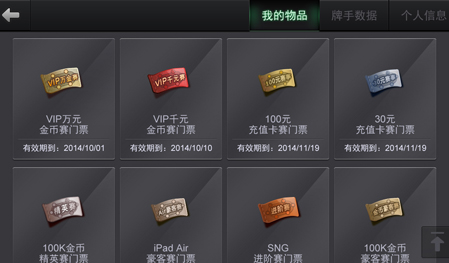 我的物品
牌手数据
个人信息
VIP万元赛
VIP千元赛
100元赛券
VIP万元
金币赛门票
VIP千元
金币赛门票
100元
充值卡赛门票
30元
充值卡赛门票
有效期到：2014/10/01
有效期到：2014/10/10
有效期到：2014/11/19
有效期到：2014/11/19
精英赛
进阶赛
100K金币
精英赛门票
iPad Air
豪客赛门票
SNG
进阶赛门票
100K金币
豪客赛门票